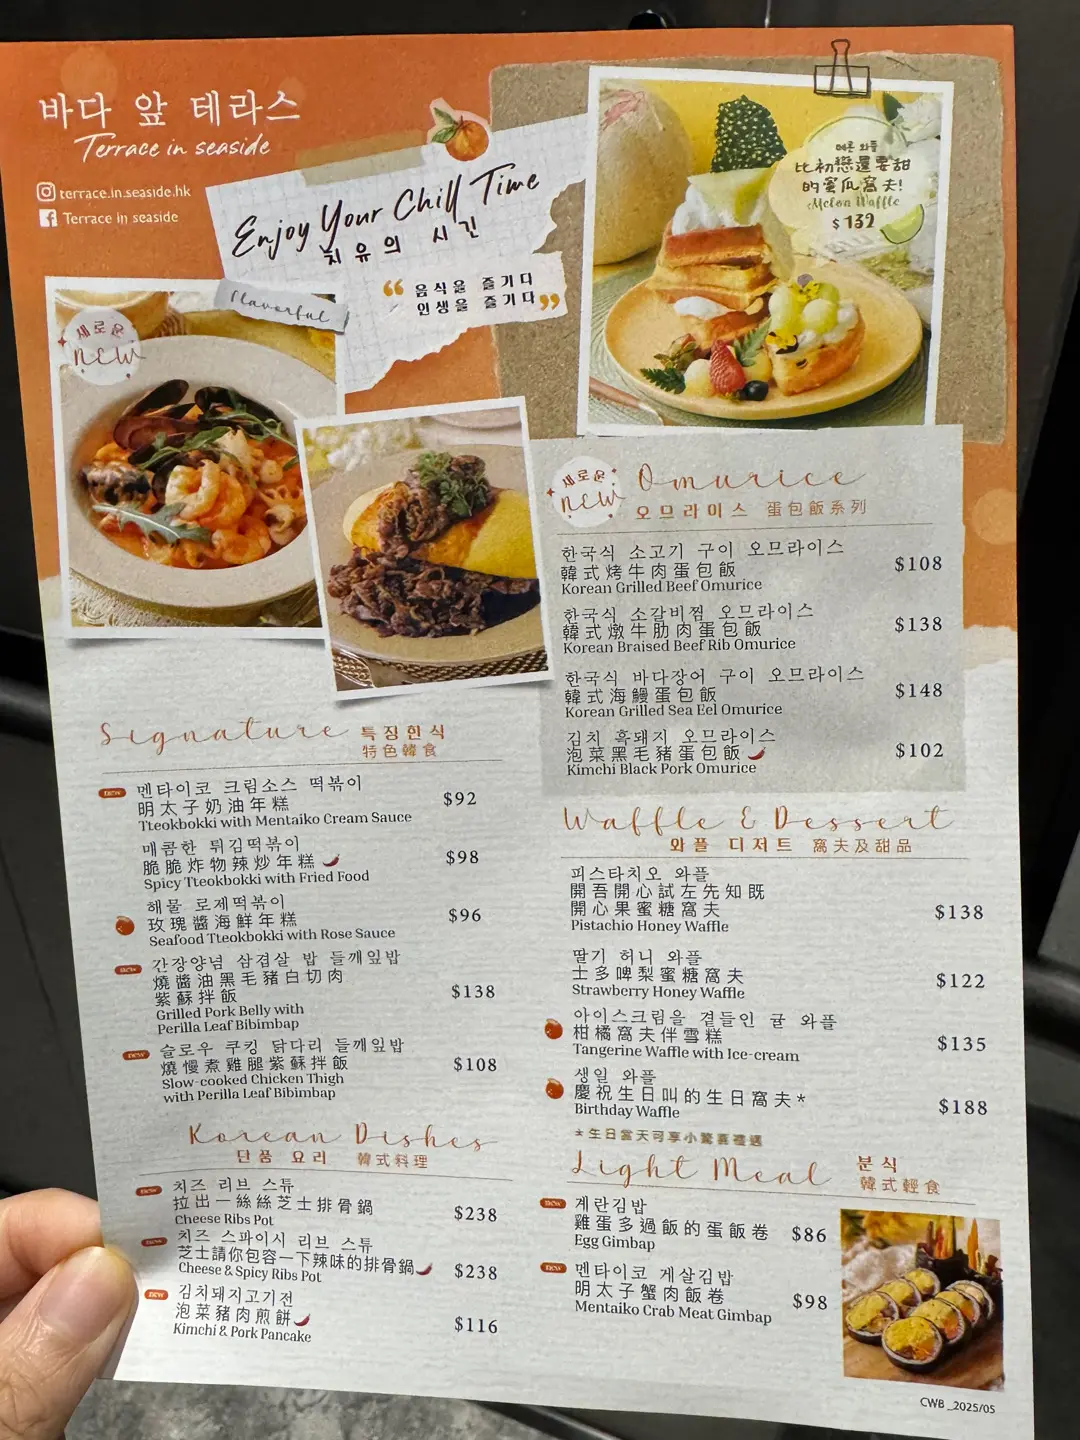 바다 앞 테라스
Terrace in seaside
terrace.in.seaside.hk
Terrace in seaside
Enjoy Your Chill Time
치유의 시간
“ 음식을 즐기다
인생을 즐기다 ”
flavorful
새로운
NEW
메론 와플
比初戀還要甜
的蜜瓜窩夫!
Melon Waffle
$132
새로운
NEW
Omurice
오므라이스 蛋包飯系列
한국식 소고기 구이 오므라이스
韓式烤牛肉蛋包飯
Korean Grilled Beef Omurice
$108
한국식 소갈비찜 오므라이스
韓式燉牛肋肉蛋包飯
Korean Braised Beef Rib Omurice
$138
한국식 바다장어 구이 오므라이스
韓式海鰻蛋包飯
Korean Grilled Sea Eel Omurice
$148
김치 흑돼지 오므라이스
泡菜黑毛豬蛋包飯
Kimchi Black Pork Omurice
$102
Signature 특징한식
特色韓食
new 멘타이코 크림소스 떡볶이
明太子奶油年糕
Tteokbokki with Mentaiko Cream Sauce
$92
매콤한 튀김떡볶이
脆脆炸物辣炒年糕
Spicy Tteokbokki with Fried Food
$98
해물 로제떡볶이
玫瑰醬海鮮年糕
Seafood Tteokbokki with Rose Sauce
$96
new 간장양념 삼겹살 밥 들깨잎밥
燒醬油黑毛豬白切肉
紫蘇拌飯
Grilled Pork Belly with
Perilla Leaf Bibimbap
$138
new 슬로우 쿠킹 닭다리 들깨잎밥
燒慢煮雞腿紫蘇拌飯
Slow-cooked Chicken Thigh
with Perilla Leaf Bibimbap
$108
Korean Dishes
단품 요리 韓式料理
new 치즈 리브 스튜
拉出一絲絲芝士排骨鍋
Cheese Ribs Pot
$238
new 치즈 스파이시 리브 스튜
芝士請你包容一下辣味的排骨鍋
Cheese & Spicy Ribs Pot
$238
new 김치돼지고기전
泡菜豬肉煎餅
Kimchi & Pork Pancake
$116
Waffle & Dessert
와플 디저트 窩夫及甜品
피스타치오 와플
開吾開心試左先知既
開心果蜜糖窩夫
Pistachio Honey Waffle
$138
딸기 허니 와플
士多啤梨蜜糖窩夫
Strawberry Honey Waffle
$122
아이스크림을 곁들인 귤 와플
柑橘窩夫伴雪糕
Tangerine Waffle with Ice-cream
$135
생일 와플
慶祝生日叫的生日窩夫*
Birthday Waffle
$188
*生日當天可享小驚喜禮遇
Light Meal 분식
韓式輕食
new 계란김밥
雞蛋多過飯的蛋飯卷
Egg Gimbap
$86
new 멘타이코 게살김밥
明太子蟹肉飯卷
Mentaiko Crab Meat Gimbap
$98
CWB_2025/05